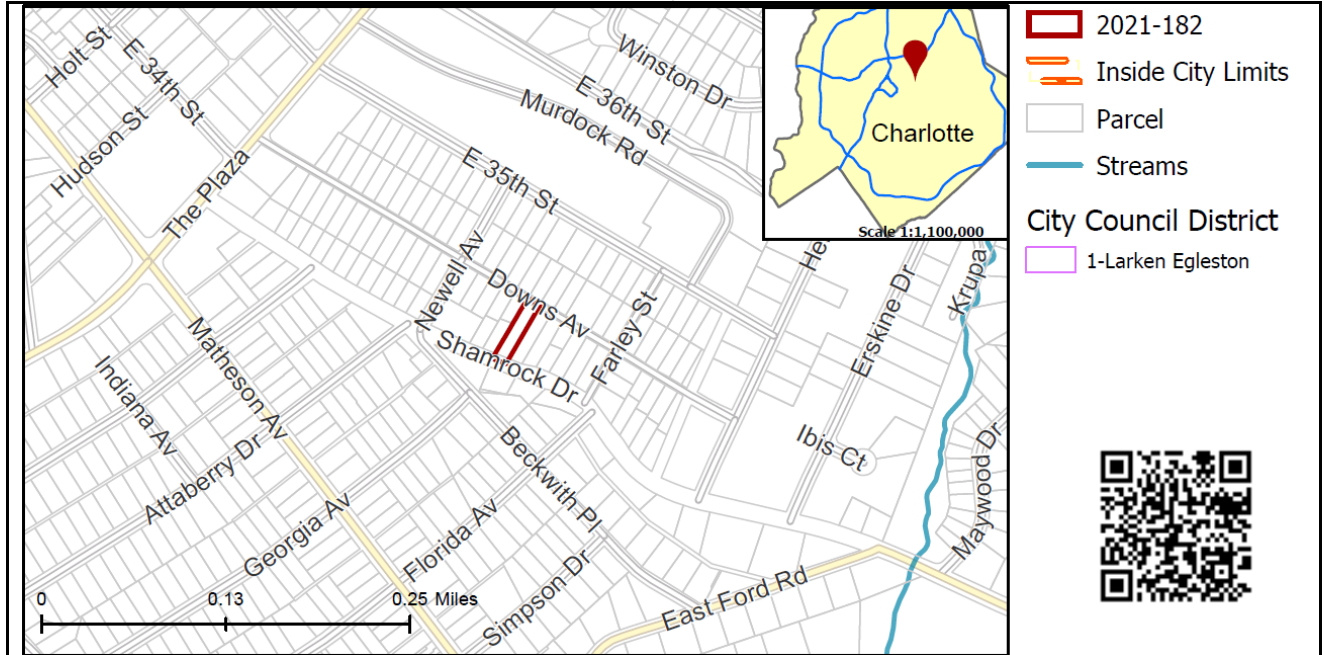 Holt St
E 34th St
Hudson St
The Plaza
Winston Dr
E 36th St
Murdock Rd
E 35th St
Newell Av
Downs Av
Farley St
Shamrock Dr
Matheson Av
Indiana Av
Attaberry Dr
Georgia Av
Florida Av
Beckwith Pl
Simpson Dr
East Ford Rd
Ibis Ct
Erskine Dr
Krupa
Maywood Dr
He
0
0.13
0.25 Miles
Charlotte
Scale 1:1,100,000
2021-182
Inside City Limits
Parcel
Streams
City Council District
1-Larken Egleston